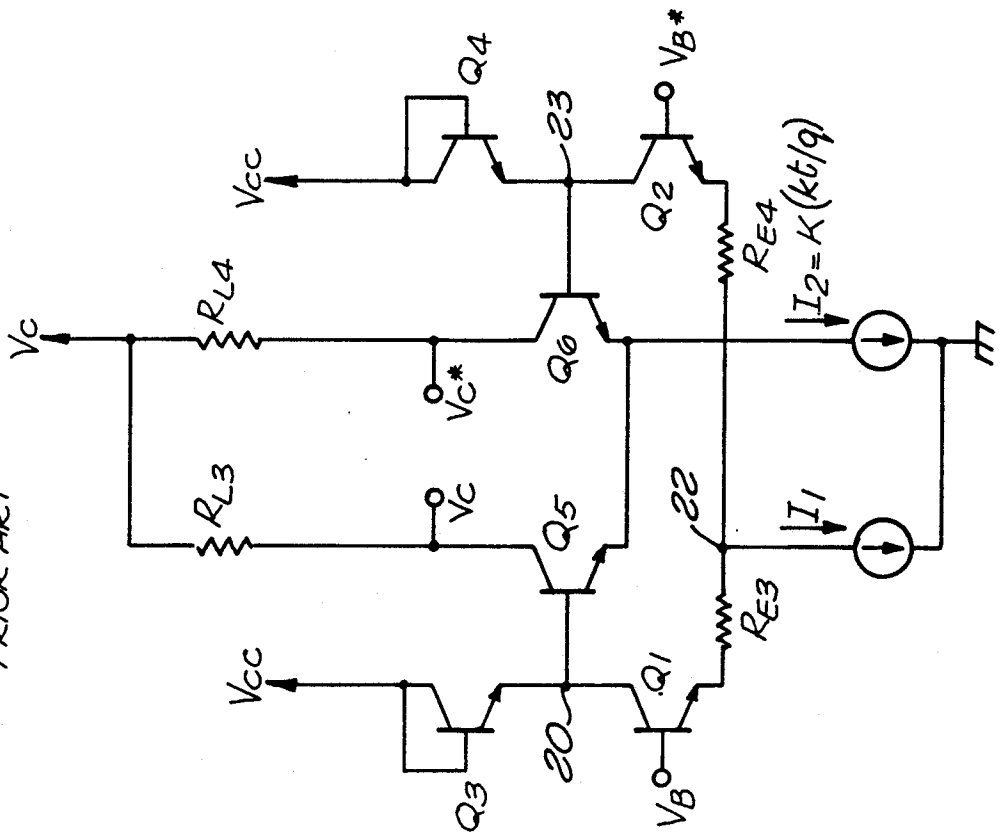 PRIOR ART
VC
VCC
VCC
RL3
RL4
Q3
Q4
VC
VC*
Q5
Q6
20
23
VB
Q1
Q2
VB*
22
RE3
RE4
I1
I2 = K(kt/q)